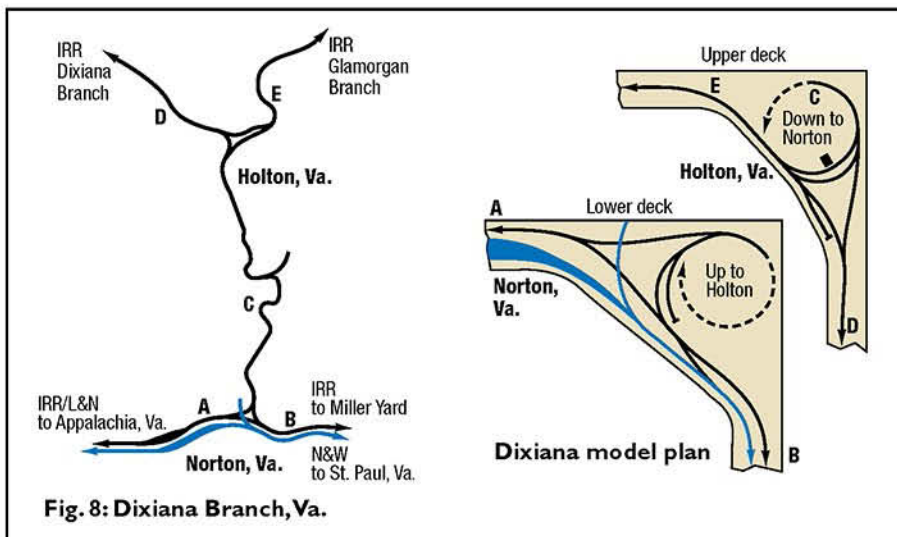 IRR
Dixiana
Branch
D
IRR
Glamorgan
Branch
E
Holton, Va.
C
IRR/L&N
to Appalachia, Va.
A
B
IRR
to Miller Yard
N&W
to St. Paul, Va.
Norton, Va.
Fig. 8: Dixiana Branch, Va.
Upper deck
E
C
Down to
Norton
Holton, Va.
D
Lower deck
A
Norton,
Va.
Up to
Holton
B
Dixiana model plan